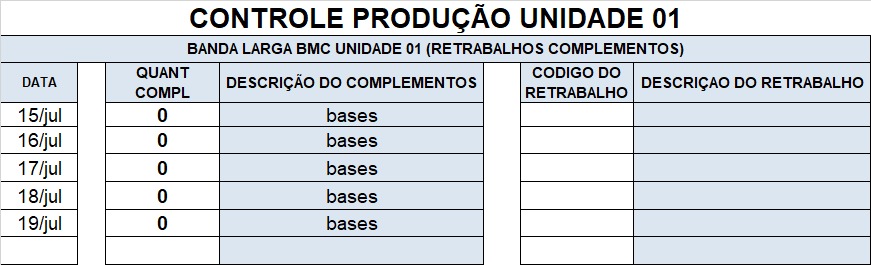 CONTROLE PRODUÇÃO UNIDADE 01
BANDA LARGA BMC UNIDADE 01 (RETRABALHOS COMPLEMENTOS)
DATA QUANT COMPL DESCRIÇÃO DO COMPLEMENTOS CODIGO DO RETRABALHO DESCRIÇAO DO RETRABALHO
15/jul 0 bases
16/jul 0 bases
17/jul 0 bases
18/jul 0 bases
19/jul 0 bases